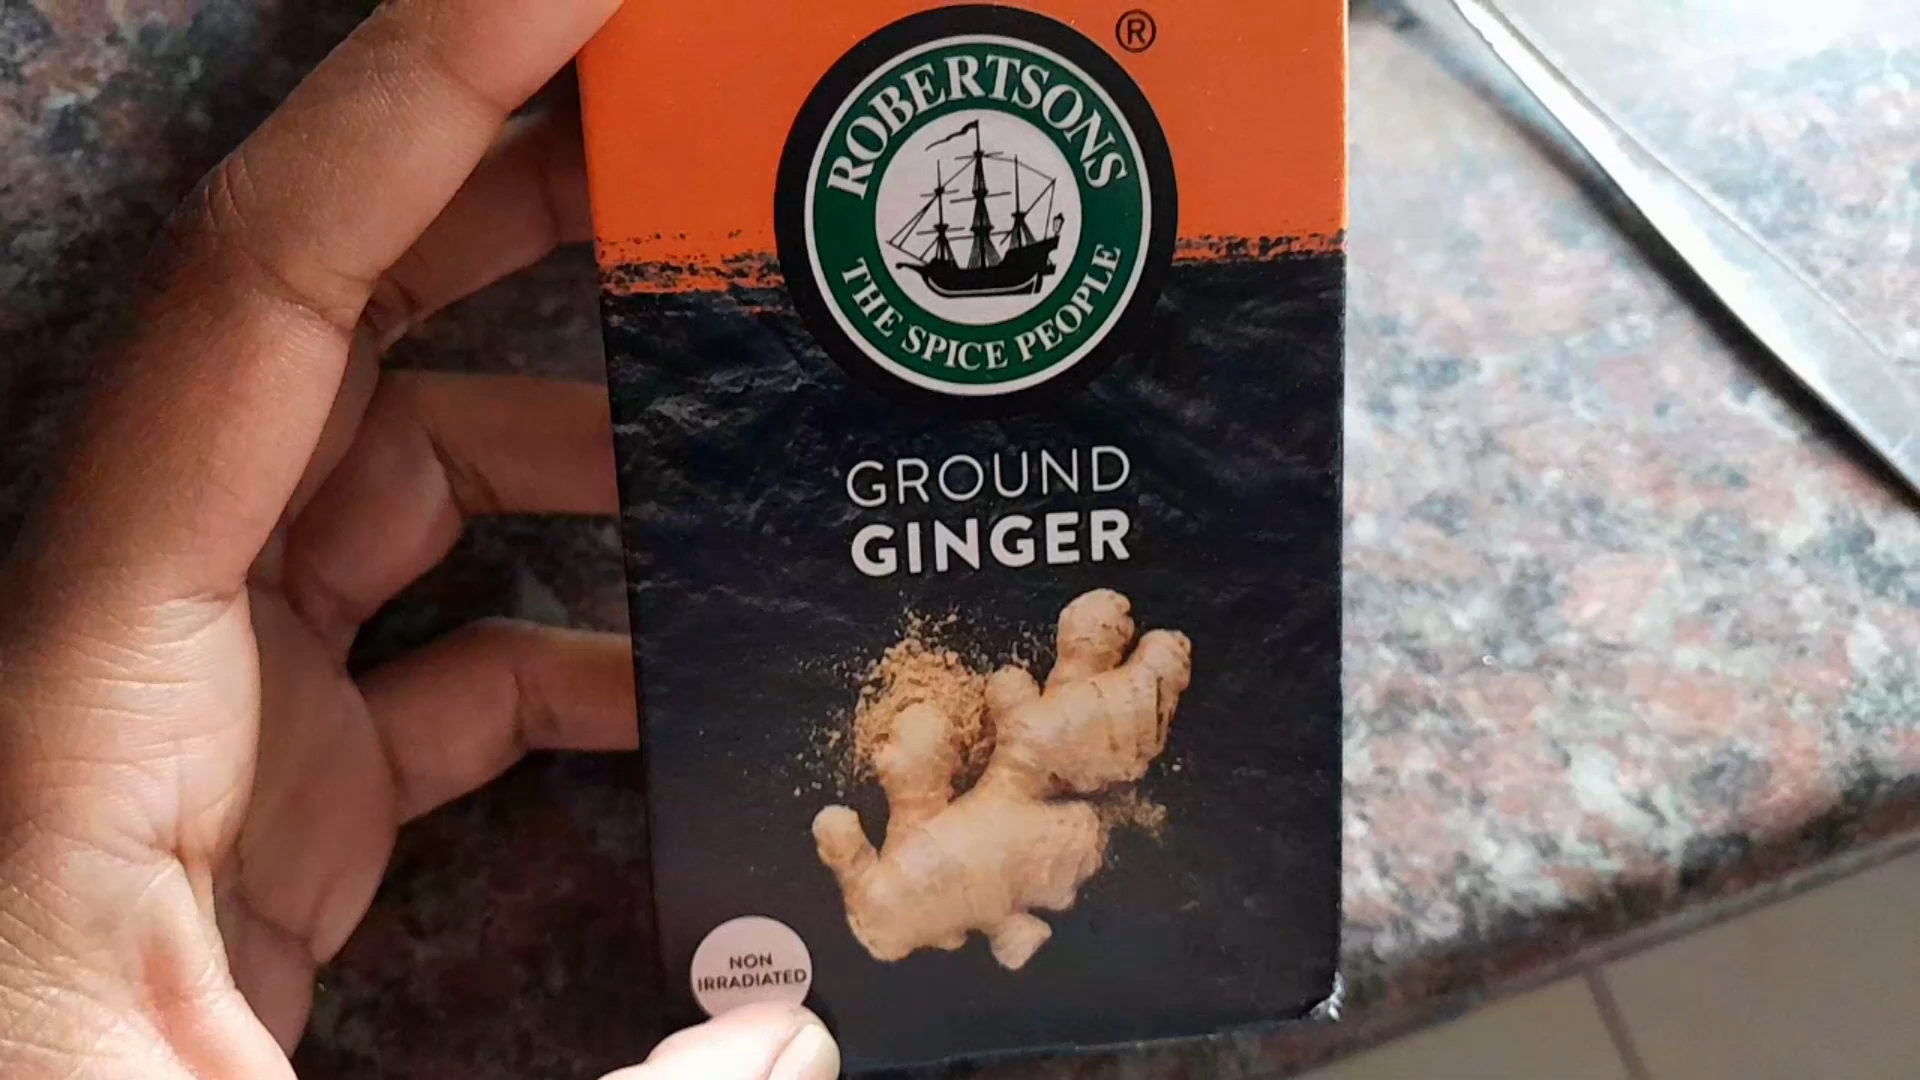 ®
ROBERTSONS
THE SPICE PEOPLE
GROUND
GINGER
NON
IRRADIATED